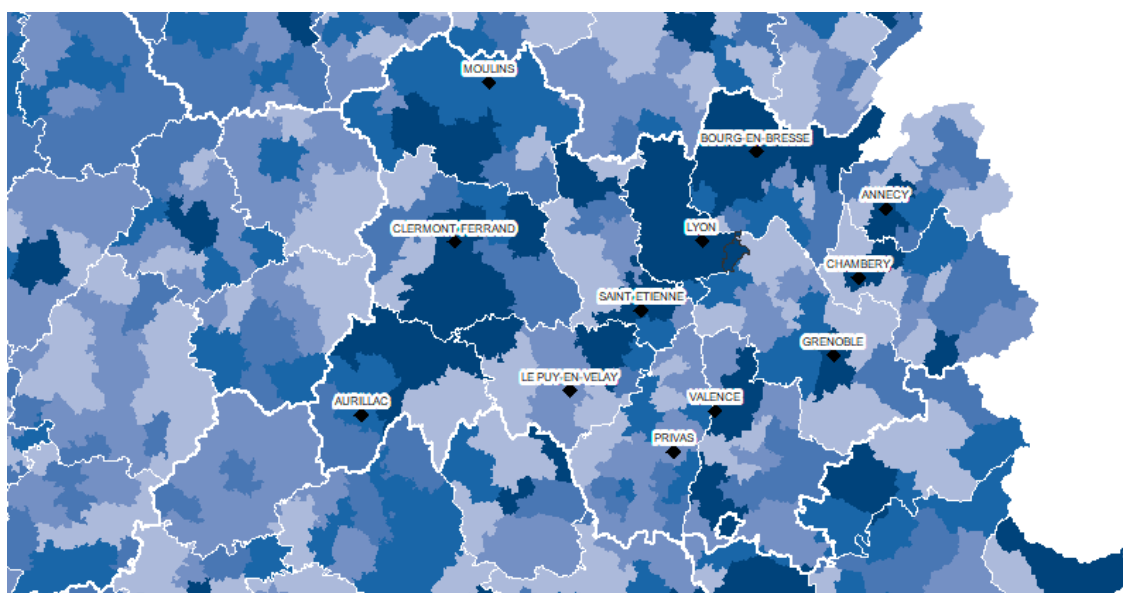 MOULINS
BOURG-EN-BRESSE
ANNECY
CLERMONT-FERRAND
LYON
CHAMBERY
SAINT-ETIENNE
GRENOBLE
LE PUY-EN-VELAY
AURILLAC
VALENCE
PRIVAS